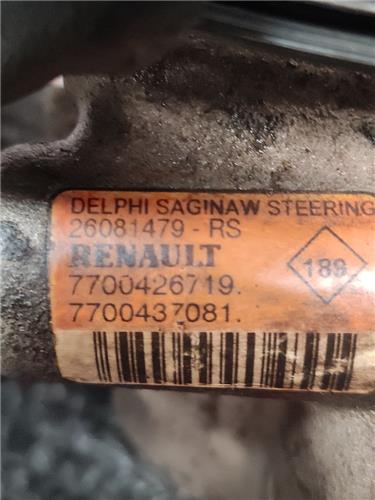 DELPHI SAGINAW STEERING
26081479 - RS
RENAULT
189
7700426719.
7700437081.